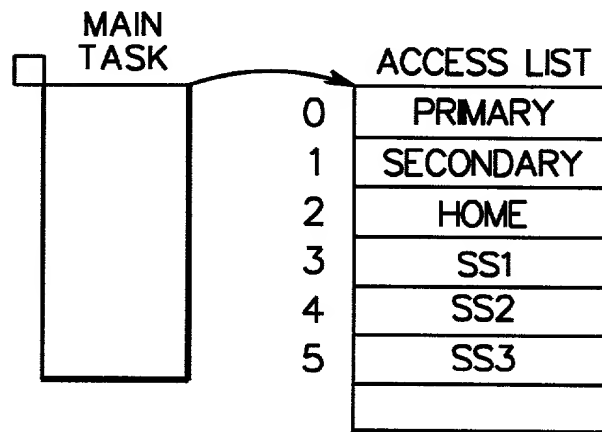 MAIN
TASK
ACCESS LIST
0 PRIMARY
1 SECONDARY
2 HOME
3 SS1
4 SS2
5 SS3